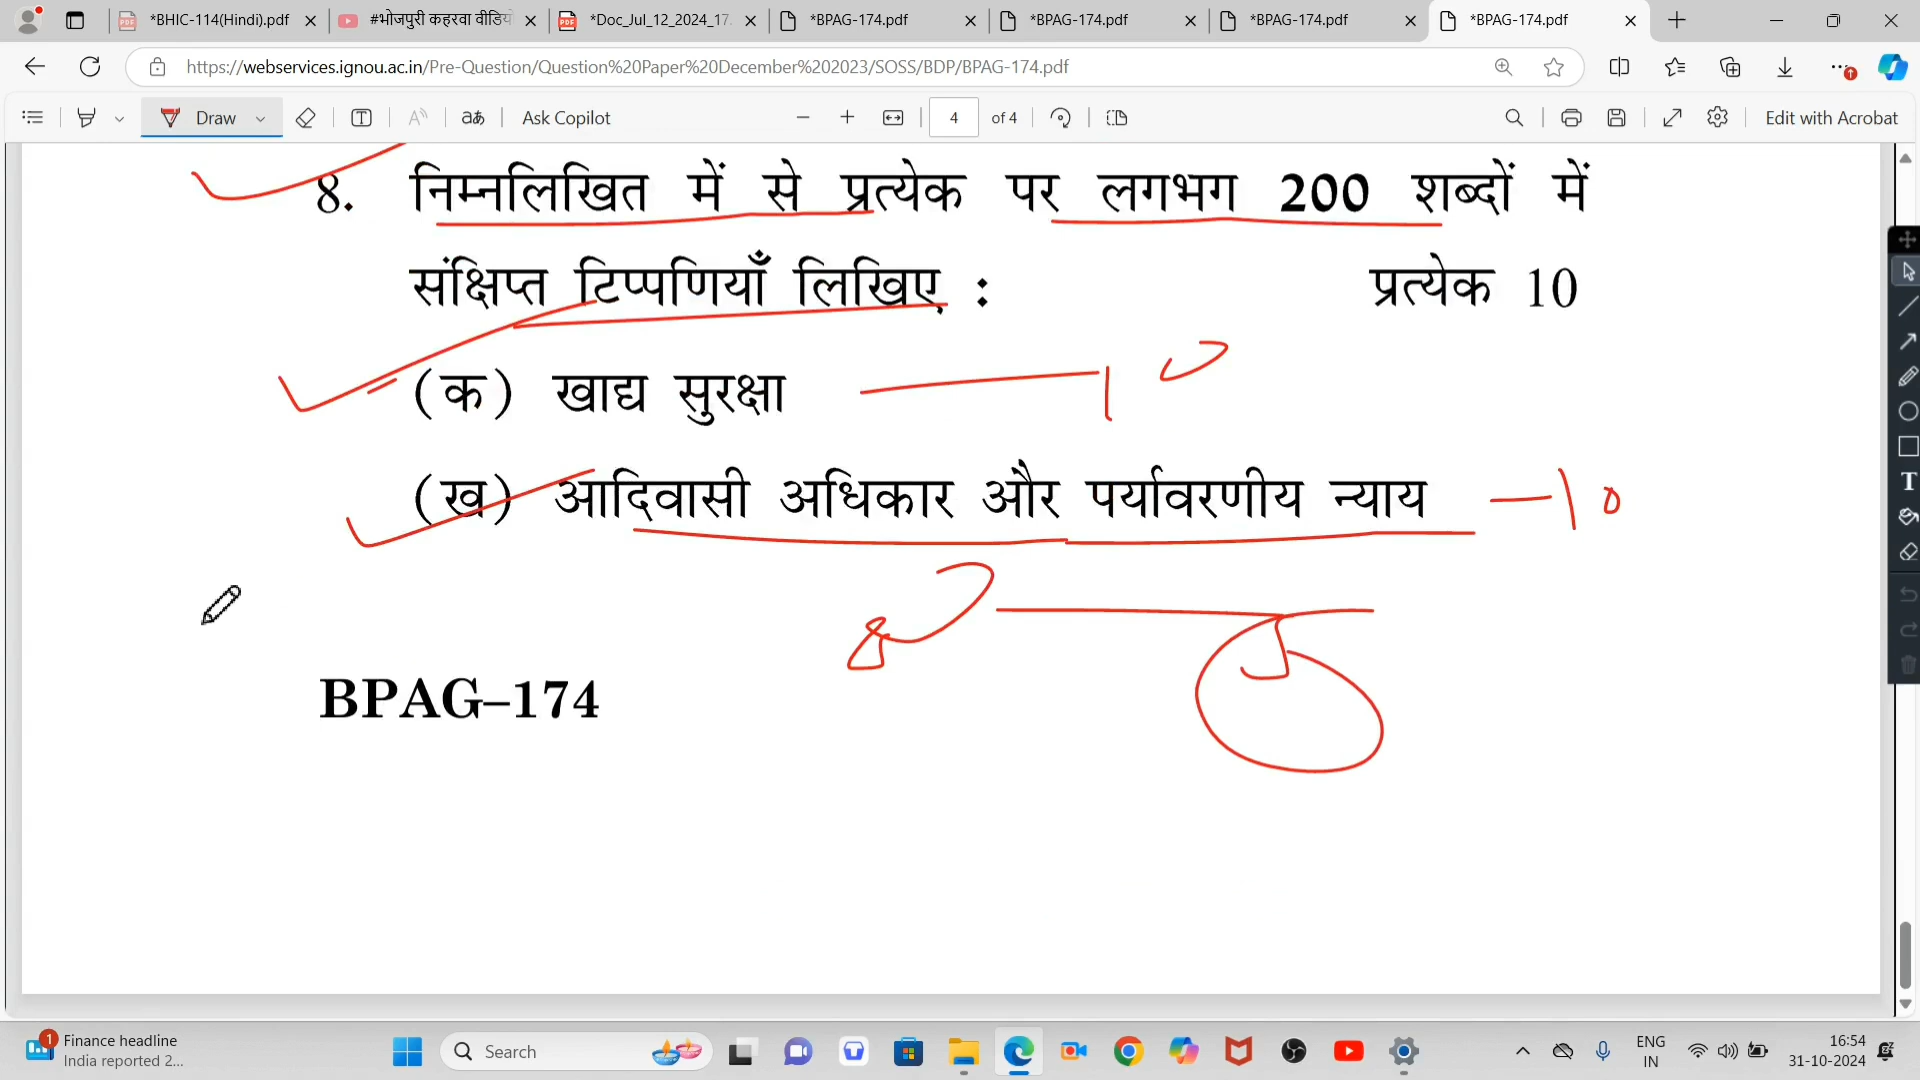 *BHIC-114(Hindi).pdf
#भोजपुरी कहरवा वीडियो
*Doc_Jul_12_2024_17.
*BPAG-174.pdf
*BPAG-174.pdf
*BPAG-174.pdf
*BPAG-174.pdf
https://webservices.ignou.ac.in/Pre-Question/Question%20Paper%20December%202023/SOSS/BDP/BPAG-174.pdf
Draw
Ask Copilot
4 of 4
Edit with Acrobat
8. निम्नलिखित में से प्रत्येक पर लगभग 200 शब्दों में
संक्षिप्त टिप्पणियाँ लिखिए : प्रत्येक 10
(क) खाद्य सुरक्षा 10
(ख) आदिवासी अधिकार और पर्यावरणीय न्याय 10
BPAG–174
1
Finance headline
India reported 2...
Search
ENG
IN
16:54
31-10-2024